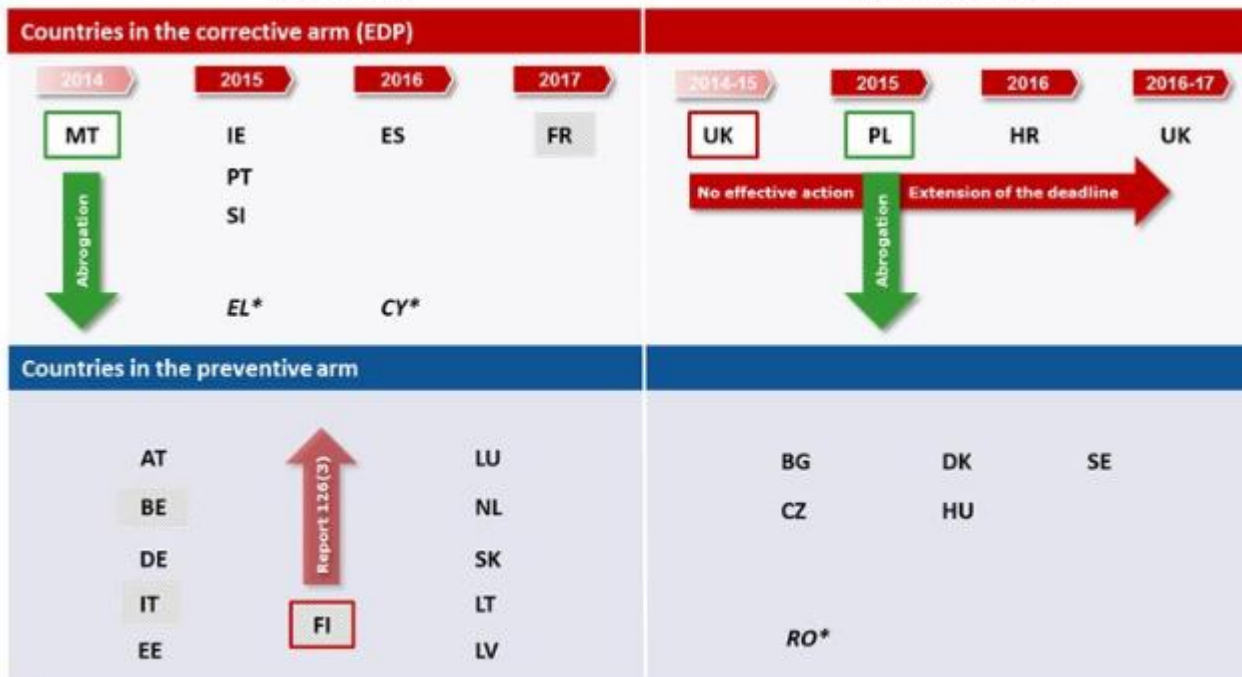 Countries in the corrective arm (EDP)
2014 2015 2016 2017 2014-15 2015 2016 2016-17
MT IE ES FR UK PL HR UK
PT
SI
No effective action Extension of the deadline
Abrogation
Abrogation
EL* CY*
Countries in the preventive arm
Report 126(3)
AT LU BG DK SE
BE NL CZ HU
DE SK
IT LT
FI
EE LV
RO*